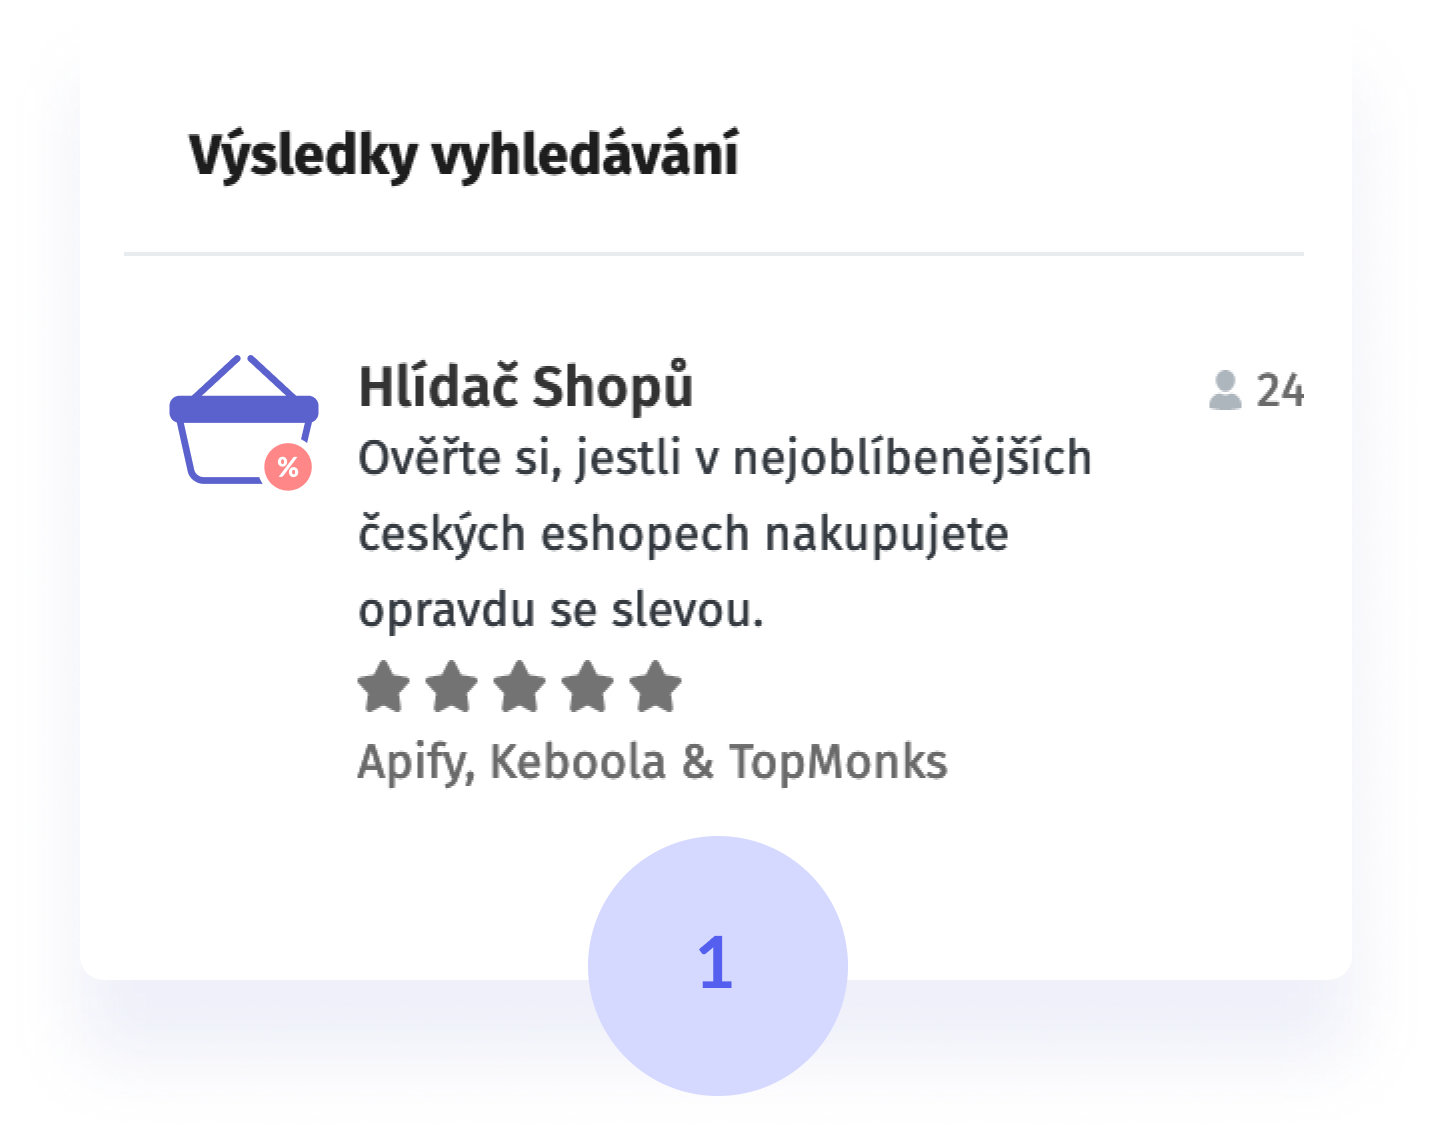 Výsledky vyhledávání
Hlídač Shopů
24
Ověřte si, jestli v nejoblíbenějších
českých eshopech nakupujete
opravdu se slevou.
%
Apify, Keboola & TopMonks
1